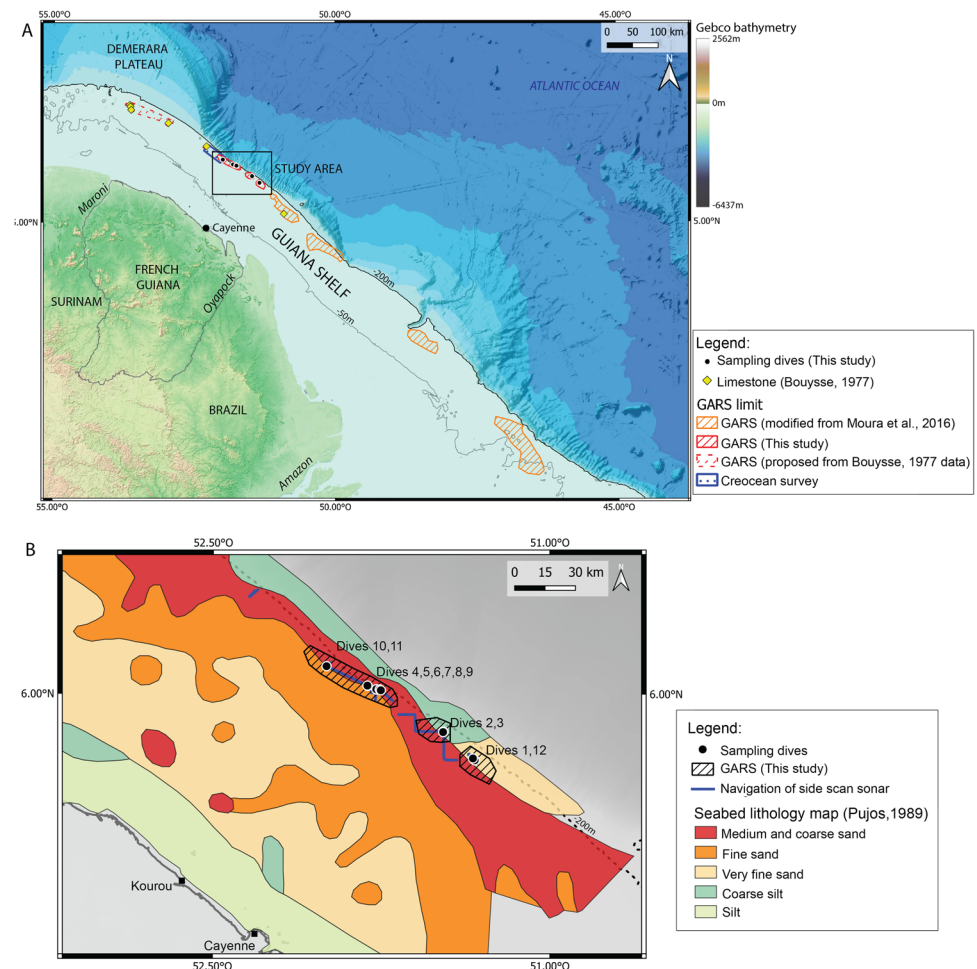 A
55.00°O
50.00°O
45.00°O
Gebco bathymetry
2562m
0m
-6437m
0 50 100 km
N
DEMERARA
PLATEAU
ATLANTIC OCEAN
STUDY AREA
Maroni
5.00°N
5.00°N
Cayenne
GUIANA SHELF
-200m
-50m
FRENCH
GUIANA
Oyapock
SURINAM
BRAZIL
Amazon
55.00°O
50.00°O
45.00°O
Legend:
Sampling dives (This study)
Limestone (Bouysse, 1977)
GARS limit
GARS (modified from Moura et al., 2016)
GARS (This study)
GARS (proposed from Bouysse, 1977 data)
Creocean survey
B
52.50°O
51.00°O
0 15 30 km
N
Dives 10,11
Dives 4,5,6,7,8,9
6.00°N
6.00°N
Dives 2,3
Dives 1,12
-200m
Kourou
Cayenne
52.50°O
51.00°O
Legend:
Sampling dives
GARS (This study)
Navigation of side scan sonar
Seabed lithology map (Pujos,1989)
Medium and coarse sand
Fine sand
Very fine sand
Coarse silt
Silt